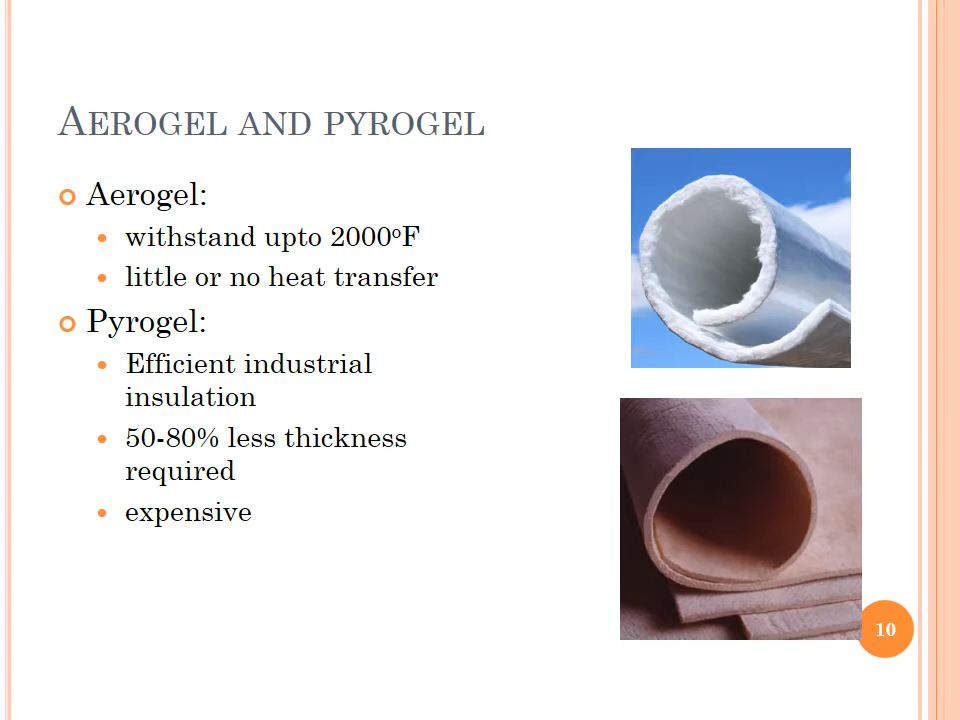 AEROGEL AND PYROGEL
Aerogel:
withstand upto 2000ºF
little or no heat transfer
Pyrogel:
Efficient industrial
insulation
50-80% less thickness
required
expensive
10